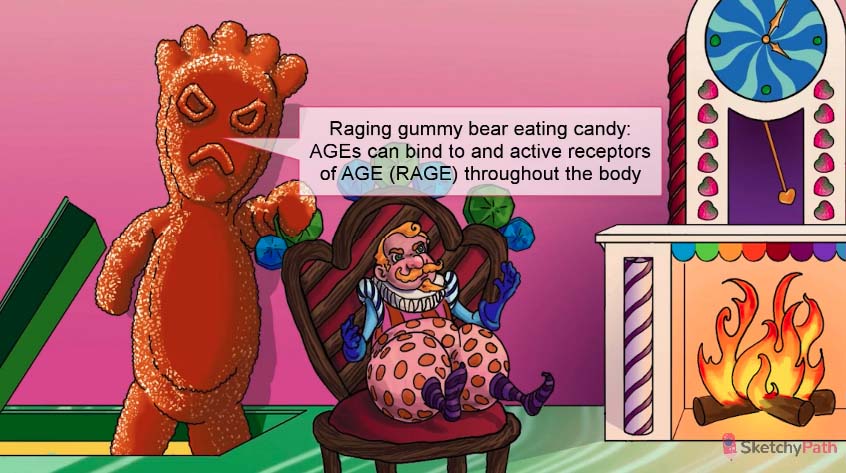 Raging gummy bear eating candy:
AGEs can bind to and active receptors
of AGE (RAGE) throughout the body
SketchyPath